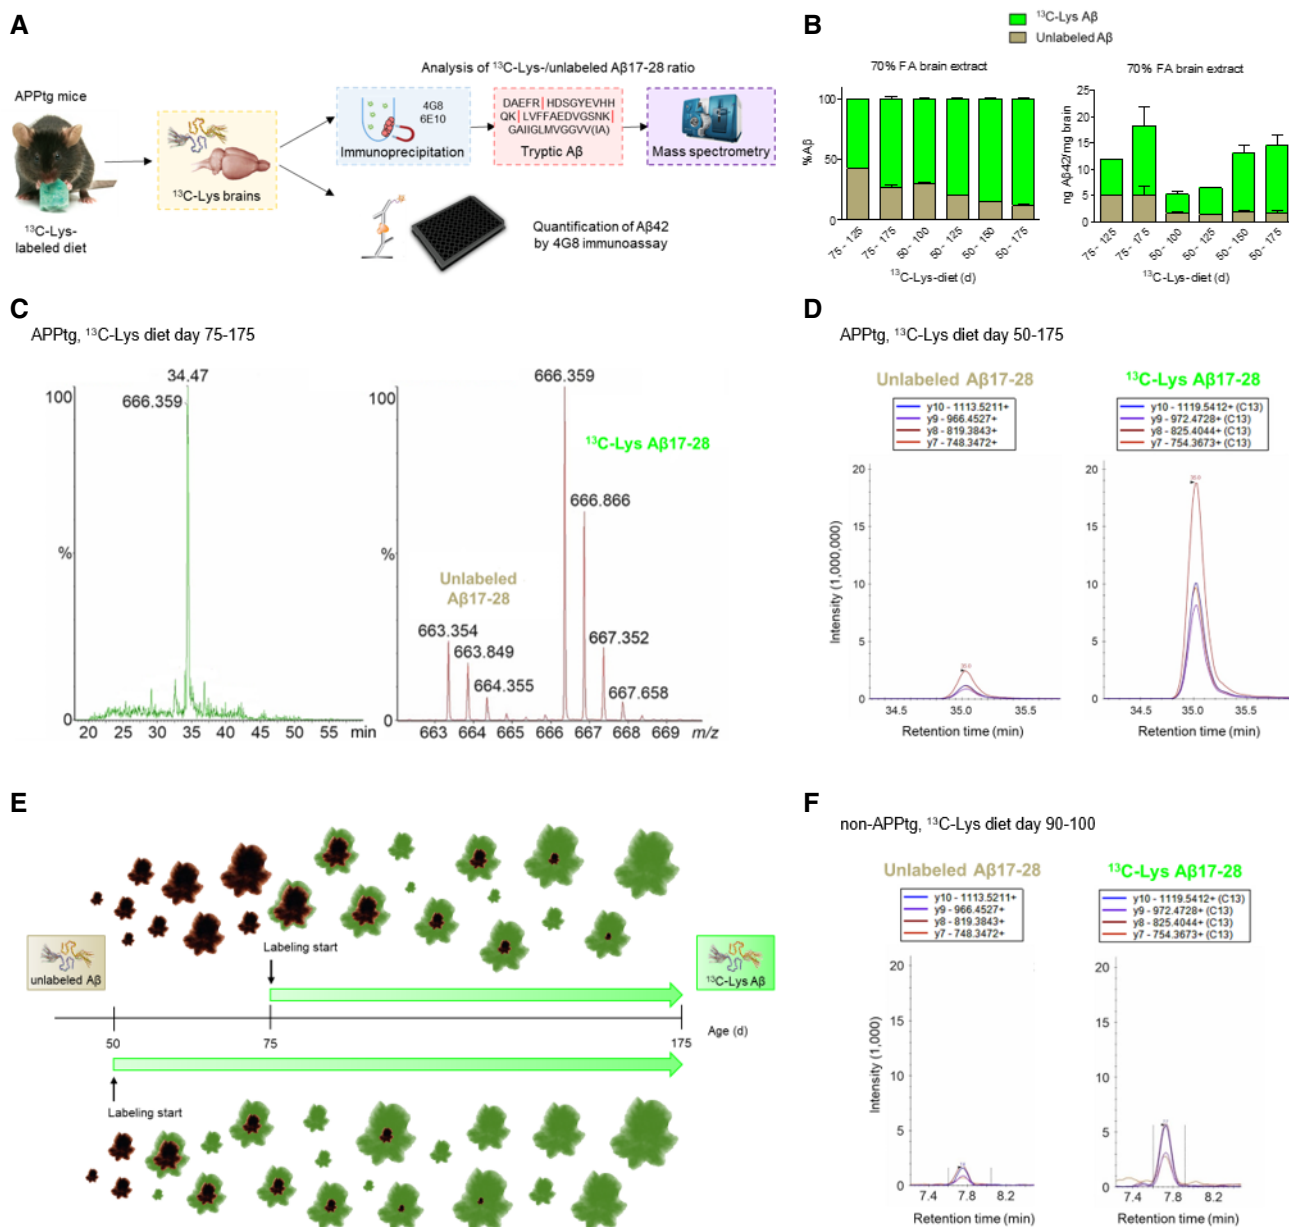 A
Analysis of ¹³C-Lys-/unlabeled Aβ17-28 ratio
APPtg mice
¹³C-Lys-
labeled diet
¹³C-Lys brains
4G8
6E10
Immunoprecipitation
DAEFR HDSGYEVHH
QK LVFFAEDVGSNK
GAIIGLMVGGVV(IA)
Tryptic Aβ
Mass spectrometry
Quantification of Aβ42
by 4G8 immunoassay
B
¹³C-Lys Aβ
Unlabeled Aβ
70% FA brain extract
%Aβ
100
50
0
75 - 125
75 - 175
50 - 100
50 - 125
50 - 150
50 - 175
¹³C-Lys-diet (d)
70% FA brain extract
ng Aβ42/mg brain
25
20
15
10
5
0
75 - 125
75 - 175
50 - 100
50 - 125
50 - 150
50 - 175
¹³C-Lys-diet (d)
C
APPtg, ¹³C-Lys diet day 75-175
34.47
666.359
100
%
0
20 25 30 35 40 45 50 55 min
100
%
0
666.359
¹³C-Lys Aβ17-28
666.866
Unlabeled
Aβ17-28
663.354
663.849
664.355
667.352
667.658
663 664 665 666 667 668 669 m/z
D
APPtg, ¹³C-Lys diet day 50-175
Unlabeled Aβ17-28
y10 - 1113.5211+
y9 - 966.4527+
y8 - 819.3843+
y7 - 748.3472+
¹³C-Lys Aβ17-28
y10 - 1119.5412+ (C13)
y9 - 972.4728+ (C13)
y8 - 825.4044+ (C13)
y7 - 754.3673+ (C13)
Intensity (1,000,000)
20
15
10
5
0
34.5 35.0 35.5
Retention time (min)
20
15
10
5
0
34.5 35.0 35.5
Retention time (min)
E
Labeling start
unlabeled Aβ
¹³C-Lys Aβ
50 75 175
Age (d)
Labeling start
F
non-APPtg, ¹³C-Lys diet day 90-100
Unlabeled Aβ17-28
y10 - 1113.5211+
y9 - 966.4527+
y8 - 819.3843+
y7 - 748.3472+
¹³C-Lys Aβ17-28
y10 - 1119.5412+ (C13)
y9 - 972.4728+ (C13)
y8 - 825.4044+ (C13)
y7 - 754.3673+ (C13)
Intensity (1,000)
20
15
10
5
0
7.4 7.8 8.2
Retention time (min)
20
15
10
5
0
7.4 7.8 8.2
Retention time (min)